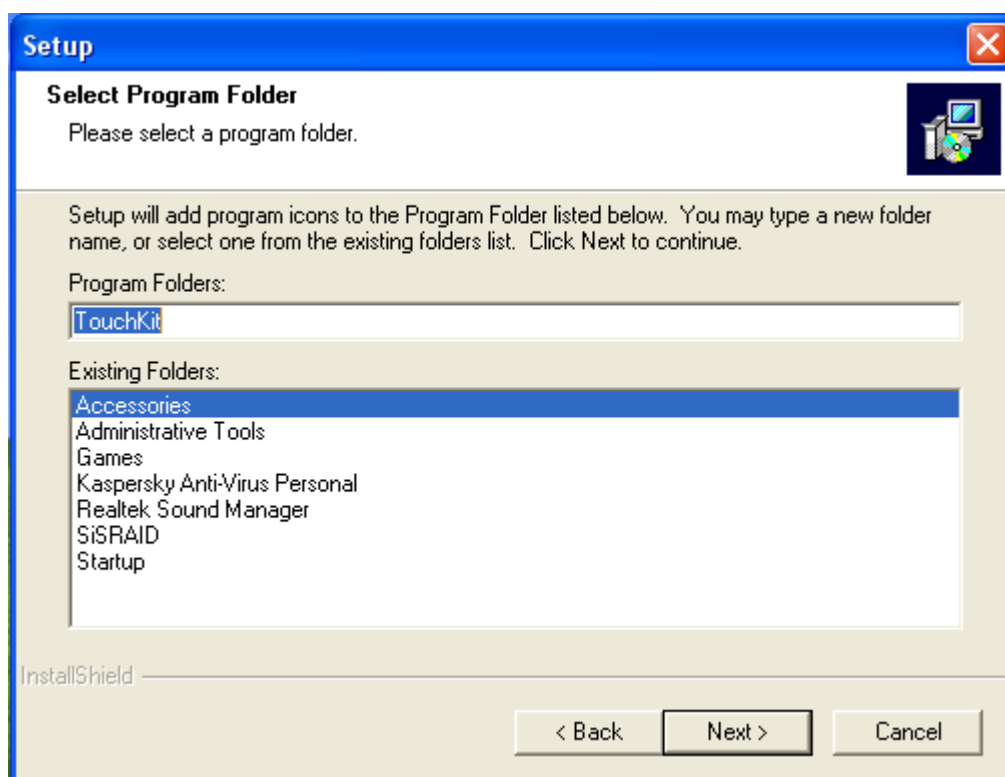 Setup
Select Program Folder
Please select a program folder.
Setup will add program icons to the Program Folder listed below. You may type a new folder
name, or select one from the existing folders list. Click Next to continue.
Program Folders:
TouchKit
Existing Folders:
Accessories
Administrative Tools
Games
Kaspersky Anti-Virus Personal
Realtek Sound Manager
SiSRAID
Startup
InstallShield
< Back Next > Cancel